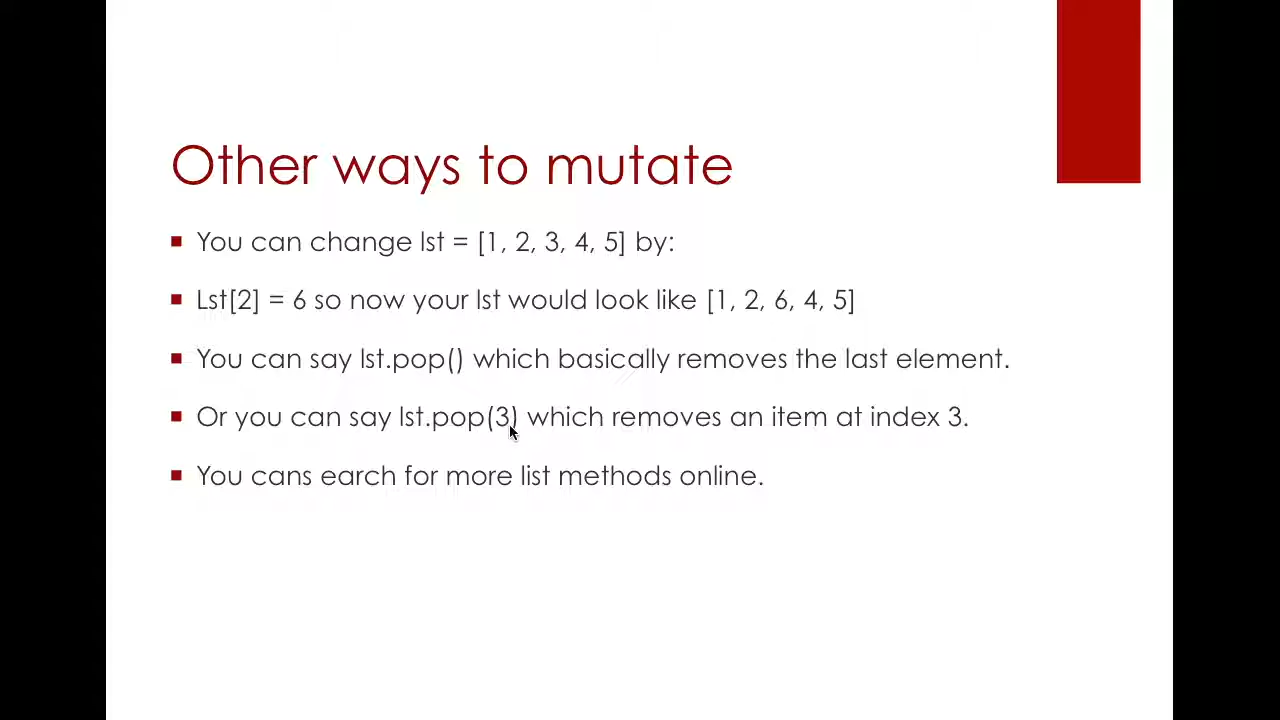 Other ways to mutate
You can change lst = [1, 2, 3, 4, 5] by:
Lst[2] = 6 so now your lst would look like [1, 2, 6, 4, 5]
You can say lst.pop() which basically removes the last element.
Or you can say lst.pop(3) which removes an item at index 3.
You cans earch for more list methods online.